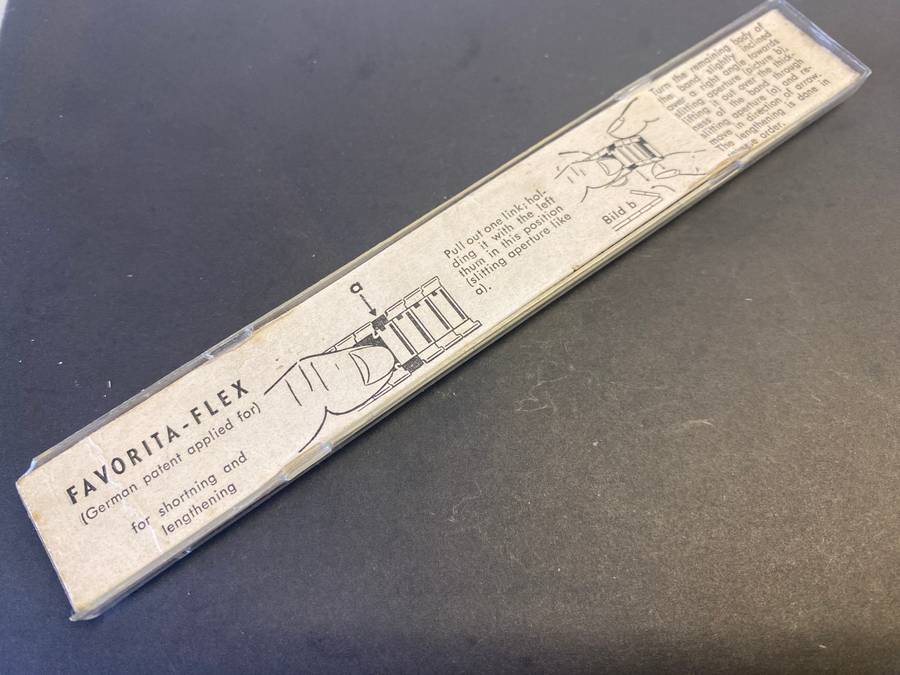 FAVORITA-FLEX
(German patent applied for)
for shortning and
lengthening
a
Pull out one link; hol-
ding it with the left
thum in this position
(slitting aperture like
a).
Bild b
Turn the remaining body of
the band slightly inclined
over a right angle towards
slitting aperture (picture b),
lifting it out over the thick-
ness of the band through
slitting aperture (a) and re-
move in direction of arrow.
The lengthening is done in
order.